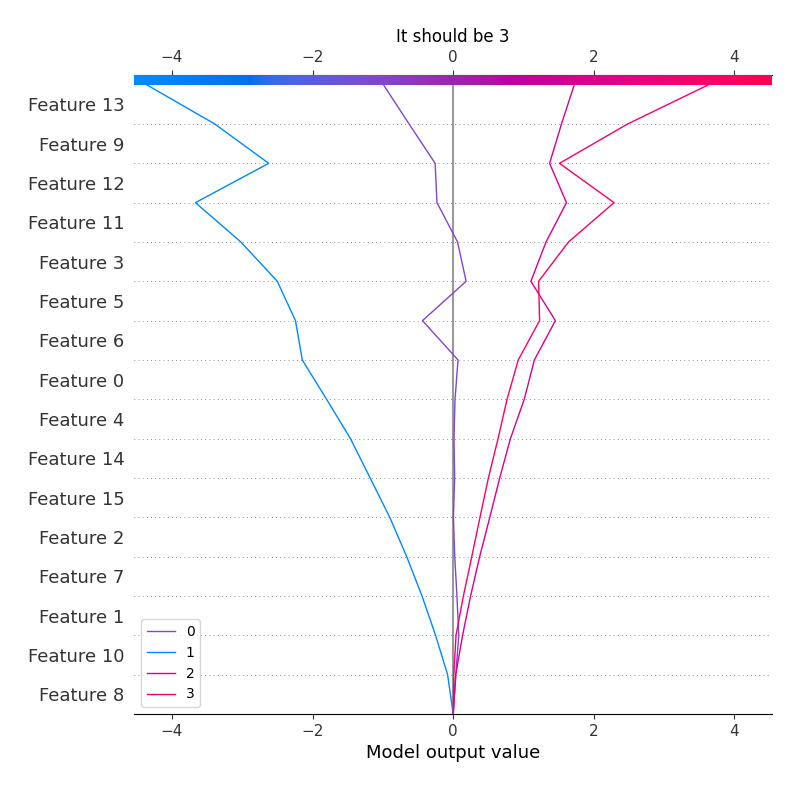 It should be 3
−4 −2 0 2 4
Feature 13
Feature 9
Feature 12
Feature 11
Feature 3
Feature 5
Feature 6
Feature 0
Feature 4
Feature 14
Feature 15
Feature 2
Feature 7
Feature 1
Feature 10
Feature 8
0
1
2
3
−4 −2 0 2 4
Model output value